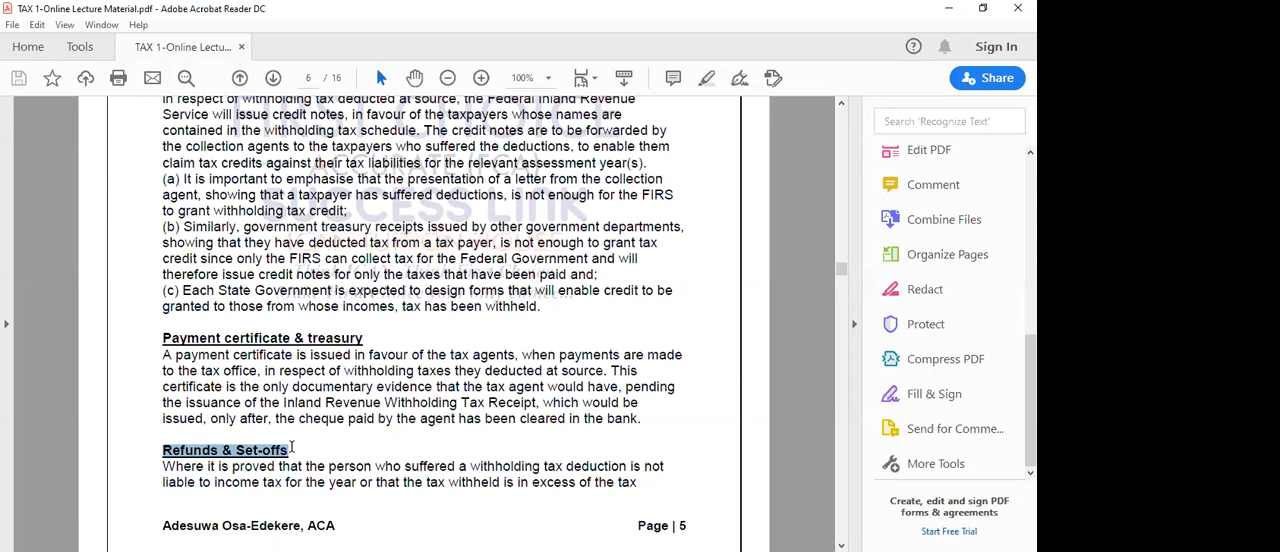 TAX 1-Online Lecture Material.pdf - Adobe Acrobat Reader DC
File Edit View Window Help
Home Tools TAX 1-Online Lectu... × Sign In
6 / 16 100% Share
in respect of withholding tax deducted at source, the Federal Inland Revenue
Service will issue credit notes, in favour of the taxpayers whose names are
contained in the withholding tax schedule. The credit notes are to be forwarded by
the collection agents to the taxpayers who suffered the deductions, to enable them
claim tax credits against their tax liabilities for the relevant assessment year(s).
(a) It is important to emphasise that the presentation of a letter from the collection
agent, showing that a taxpayer has suffered deductions, is not enough for the FIRS
to grant withholding tax credit;
(b) Similarly, government treasury receipts issued by other government departments,
showing that they have deducted tax from a tax payer, is not enough to grant tax
credit since only the FIRS can collect tax for the Federal Government and will
therefore issue credit notes for only the taxes that have been paid and;
(c) Each State Government is expected to design forms that will enable credit to be
granted to those from whose incomes, tax has been withheld.
Payment certificate & treasury
A payment certificate is issued in favour of the tax agents, when payments are made
to the tax office, in respect of withholding taxes they deducted at source. This
certificate is the only documentary evidence that the tax agent would have, pending
the issuance of the Inland Revenue Withholding Tax Receipt, which would be
issued, only after, the cheque paid by the agent has been cleared in the bank.
Refunds & Set-offs
Where it is proved that the person who suffered a withholding tax deduction is not
liable to income tax for the year or that the tax withheld is in excess of the tax
Adesuwa Osa-Edekere, ACA Page | 5
FIRST CHOICE
ACCURATE (FCA)
SUCCESS LINK
Search 'Recognize Text'
Edit PDF
Comment
Combine Files
Organize Pages
Redact
Protect
Compress PDF
Fill & Sign
Send for Comme...
More Tools
Create, edit and sign PDF
forms & agreements
Start Free Trial